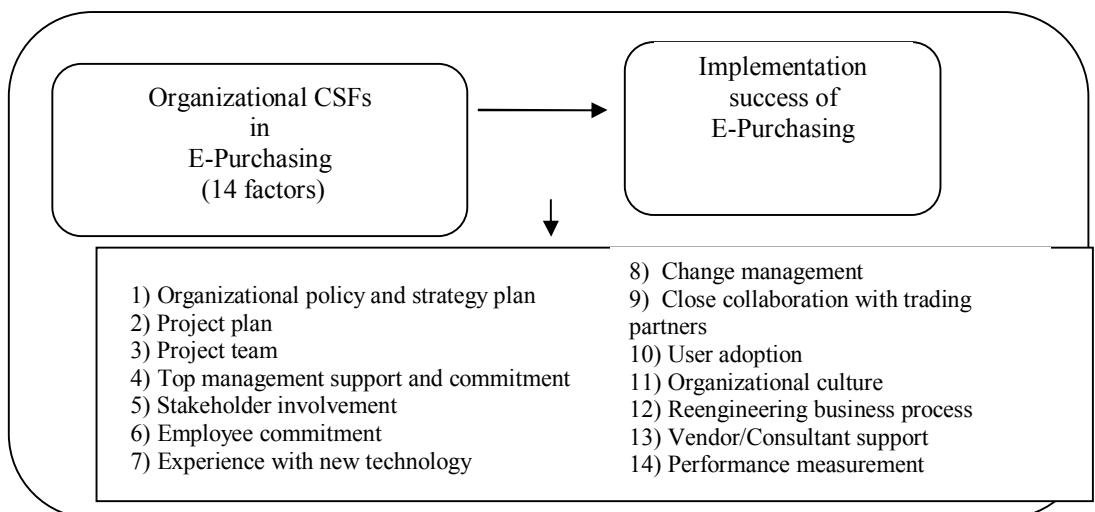 Organizational CSFs
in
E-Purchasing
(14 factors)
Implementation
success of
E-Purchasing
1) Organizational policy and strategy plan
2) Project plan
3) Project team
4) Top management support and commitment
5) Stakeholder involvement
6) Employee commitment
7) Experience with new technology
8) Change management
9) Close collaboration with trading
partners
10) User adoption
11) Organizational culture
12) Reengineering business process
13) Vendor/Consultant support
14) Performance measurement